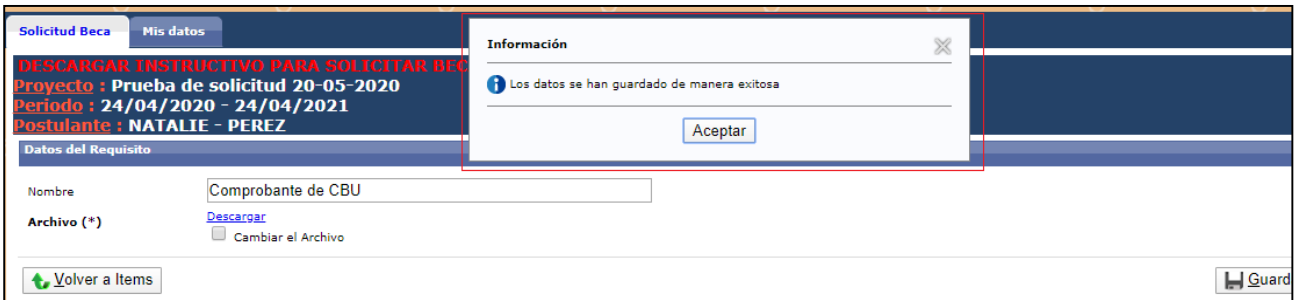 Solicitud Beca Mis datos
Información
DESCARGAR INSTRUCTIVO PARA SOLICITAR BEC
Los datos se han guardado de manera exitosa
Proyecto : Prueba de solicitud 20-05-2020
Periodo : 24/04/2020 - 24/04/2021
Postulante : NATALIE - PEREZ
Aceptar
Datos del Requisito
Nombre Comprobante de CBU
Archivo (*) Descargar
Cambiar el Archivo
Volver a Items Guard